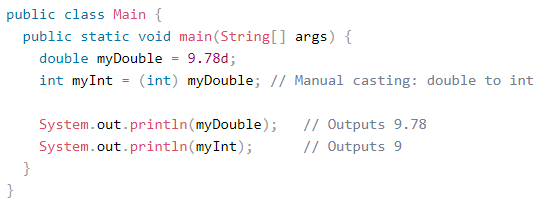 public class Main {
  public static void main(String[] args) {
    double myDouble = 9.78d;
    int myInt = (int) myDouble; // Manual casting: double to int

    System.out.println(myDouble);   // Outputs 9.78
    System.out.println(myInt);      // Outputs 9
  }
}